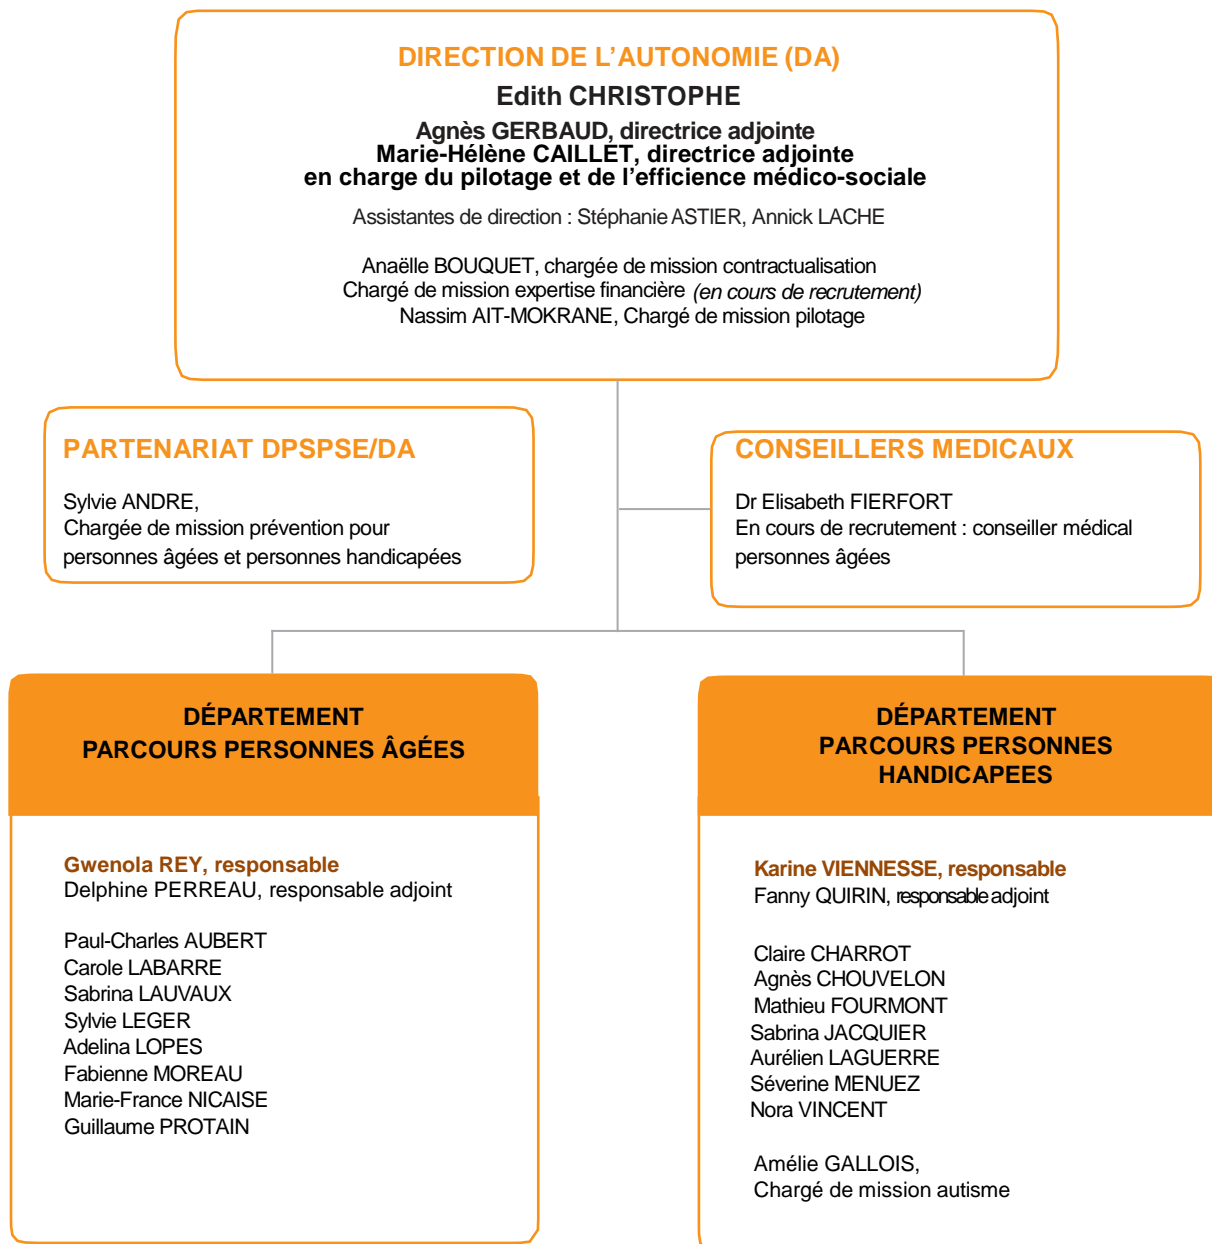 DIRECTION DE L'AUTONOMIE (DA)
Edith CHRISTOPHE
Agnès GERBAUD, directrice adjointe
Marie-Hélène CAILLET, directrice adjointe
en charge du pilotage et de l'efficience médico-sociale
Assistantes de direction : Stéphanie ASTIER, Annick LACHE
Anaëlle BOUQUET, chargée de mission contractualisation
Chargé de mission expertise financière (en cours de recrutement)
Nassim AIT-MOKRANE, Chargé de mission pilotage
PARTENARIAT DPSPSE/DA
Sylvie ANDRE,
Chargée de mission prévention pour
personnes âgées et personnes handicapées
CONSEILLERS MEDICAUX
Dr Elisabeth FIERFORT
En cours de recrutement : conseiller médical
personnes âgées
DÉPARTEMENT
PARCOURS PERSONNES ÂGÉES
Gwenola REY, responsable
Delphine PERREAU, responsable adjoint
Paul-Charles AUBERT
Carole LABARRE
Sabrina LAUVAUX
Sylvie LEGER
Adelina LOPES
Fabienne MOREAU
Marie-France NICAISE
Guillaume PROTAIN
DÉPARTEMENT
PARCOURS PERSONNES
HANDICAPEES
Karine VIENNESSE, responsable
Fanny QUIRIN, responsable adjoint
Claire CHARROT
Agnès CHOUVELON
Mathieu FOURMONT
Sabrina JACQUIER
Aurélien LAGUERRE
Séverine MENUEZ
Nora VINCENT
Amélie GALLOIS,
Chargé de mission autisme